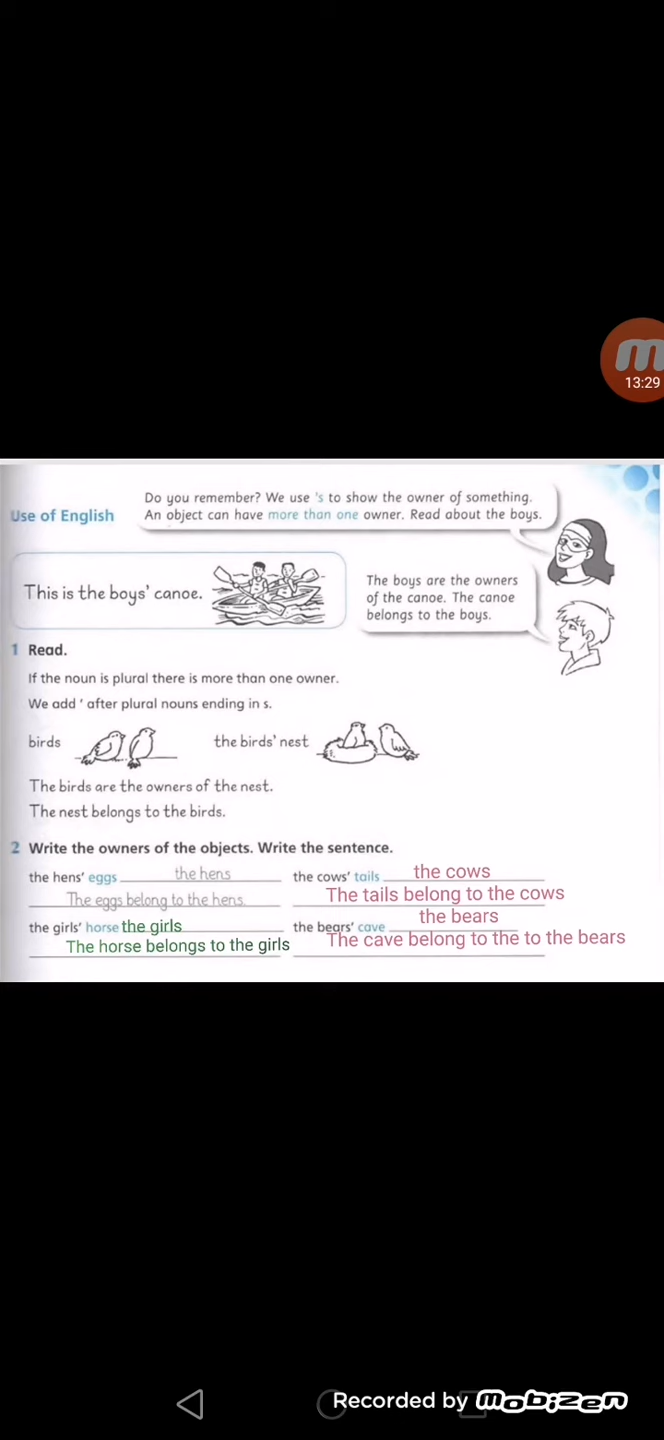 13:29
Do you remember? We use 's to show the owner of something.
An object can have more than one owner. Read about the boys.
Use of English
This is the boys' canoe.
The boys are the owners
of the canoe. The canoe
belongs to the boys.
1 Read.
If the noun is plural there is more than one owner.
We add ' after plural nouns ending in s.
birds
the birds' nest
The birds are the owners of the nest.
The nest belongs to the birds.
2 Write the owners of the objects. Write the sentence.
the hens' eggs the hens
The eggs belong to the hens.
the cows' tails the cows
The tails belong to the cows
the girls' horse the girls
The horse belongs to the girls
the bears' cave the bears
The cave belong to the to the bears
Recorded by mobizen